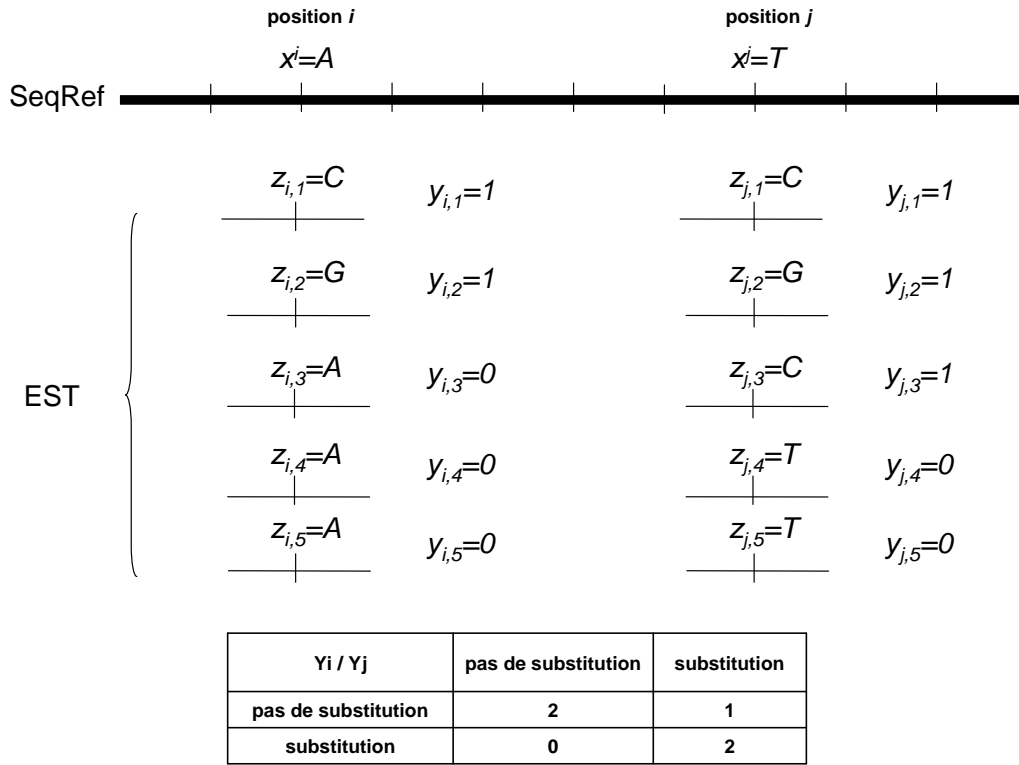 position i position j
xⁱ=A xʲ=T
SeqRef
z_{i,1}=C y_{i,1}=1 z_{j,1}=C y_{j,1}=1
z_{i,2}=G y_{i,2}=1 z_{j,2}=G y_{j,2}=1
z_{i,3}=A y_{i,3}=0 z_{j,3}=C y_{j,3}=1
EST
z_{i,4}=A y_{i,4}=0 z_{j,4}=T y_{j,4}=0
z_{i,5}=A y_{i,5}=0 z_{j,5}=T y_{j,5}=0
Yi / Yj pas de substitution substitution
pas de substitution 2 1
substitution 0 2